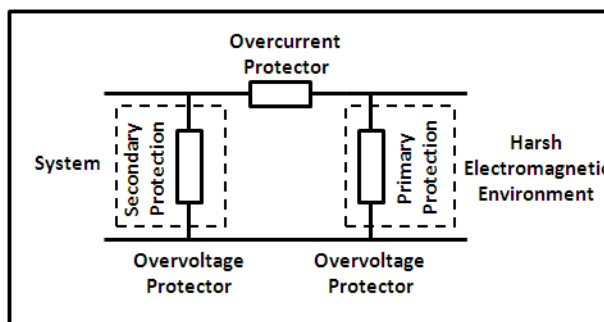 Overcurrent
Protector
System
Secondary
Protection
Primary
Protection
Harsh
Electromagnetic
Environment
Overvoltage
Protector
Overvoltage
Protector